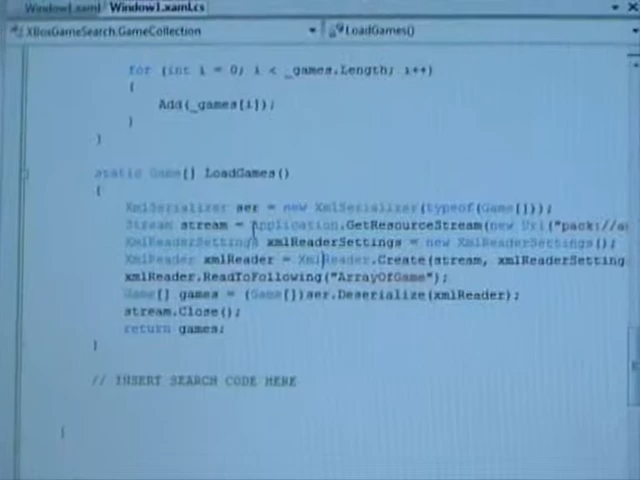 Window1.xaml Window1.xaml.cs
XBoxGameSearch.GameCollection LoadGames()
for (int i = 0; i < _games.Length; i++)
{
Add(_games[i]);
}
}
static Game[] LoadGames()
{
XmlSerializer ser = new XmlSerializer(typeof(Game[]));
Stream stream = Application.GetResourceStream(new Uri("pack://a
XmlReaderSettings xmlReaderSettings = new XmlReaderSettings();
XmlReader xmlReader = XmlReader.Create(stream, xmlReaderSetting
xmlReader.ReadToFollowing("ArrayOfGame");
Game[] games = (Game[])ser.Deserialize(xmlReader);
stream.Close();
return games;
}
// INSERT SEARCH CODE HERE
}